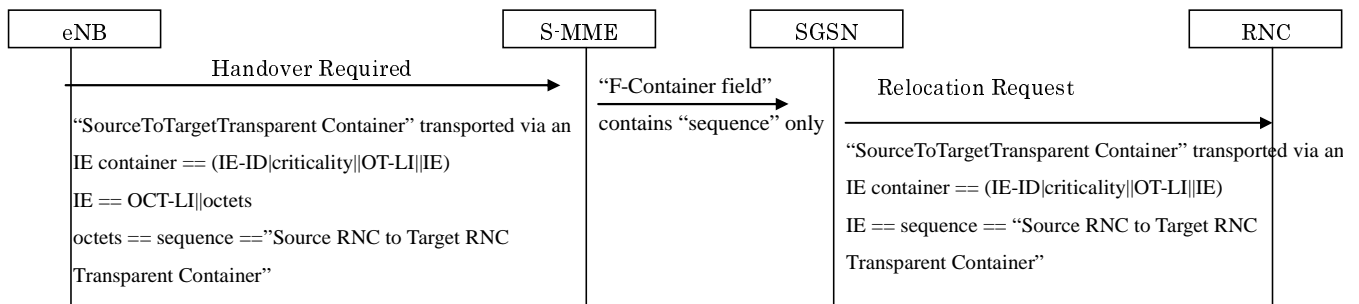 eNB
S-MME
SGSN
RNC
Handover Required
“F-Container field”
contains “sequence” only
Relocation Request
“SourceToTargetTransparent Container” transported via an
IE container == (IE-ID|criticality||OT-LI||IE)
IE == OCT-LI||octets
octets == sequence ==”Source RNC to Target RNC
Transparent Container”
“SourceToTargetTransparent Container” transported via an
IE container == (IE-ID|criticality||OT-LI||IE)
IE == sequence == “Source RNC to Target RNC
Transparent Container”